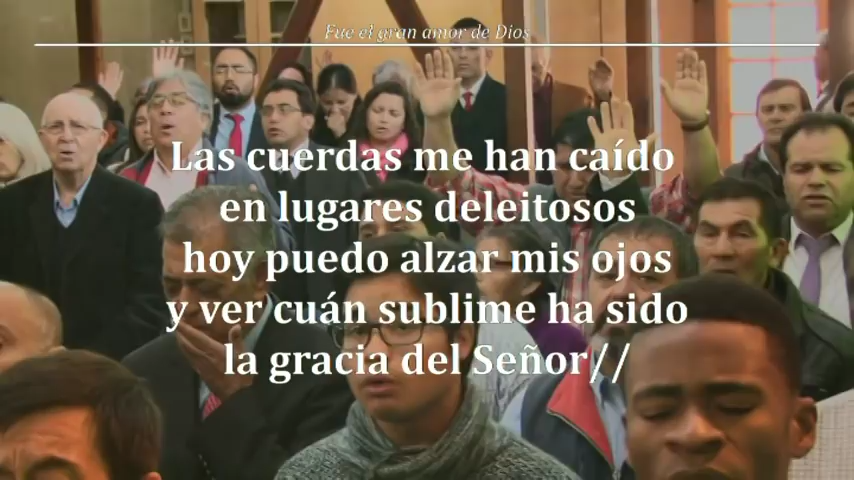 Fue el gran amor de Dios
Las cuerdas me han caído
en lugares deleitosos
hoy puedo alzar mis ojos
y ver cuán sublime ha sido
la gracia del Señor//